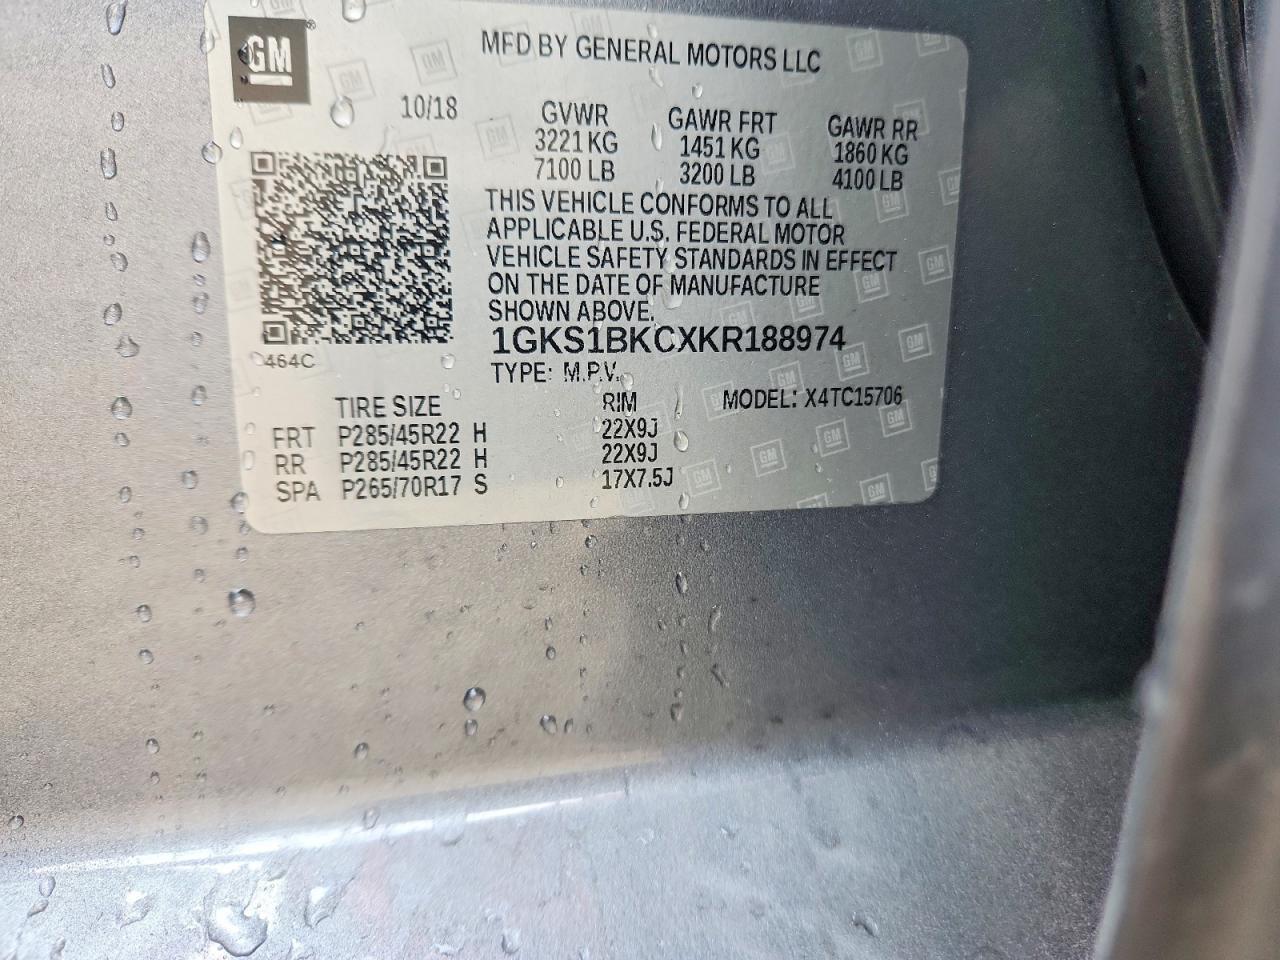 GM
MFD BY GENERAL MOTORS LLC
10/18
GVWR GAWR FRT GAWR RR
3221 KG 1451 KG 1860 KG
7100 LB 3200 LB 4100 LB
THIS VEHICLE CONFORMS TO ALL
APPLICABLE U.S. FEDERAL MOTOR
VEHICLE SAFETY STANDARDS IN EFFECT
ON THE DATE OF MANUFACTURE
SHOWN ABOVE.
1GKS1BKCXKR188974
464C
TYPE: M.P.V.
TIRE SIZE RIM MODEL: X4TC15706
FRT P285/45R22 H 22X9J
RR P285/45R22 H 22X9J
SPA P265/70R17 S 17X7.5J